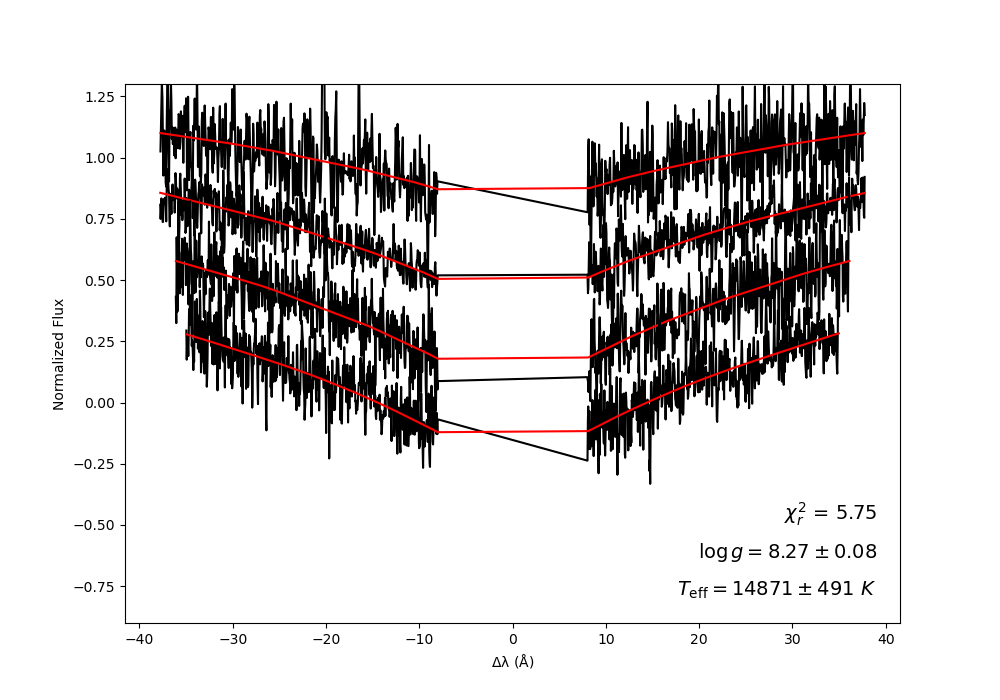 1.25
1.00
0.75
0.50
0.25
0.00
−0.25
−0.50
−0.75
Normalized Flux
χ²ᵣ = 5.75
log g = 8.27 ± 0.08
T_eff = 14871 ± 491 K
−40 −30 −20 −10 0 10 20 30 40
Δλ (Å)